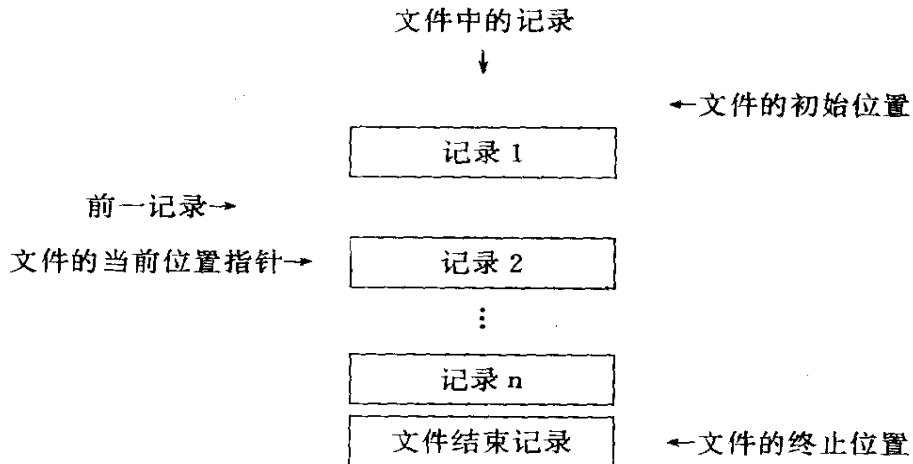 文件中的记录
↓
←文件的初始位置
记录 1
前一记录→
文件的当前位置指针→ 记录 2
⋮
记录 n
文件结束记录 ←文件的终止位置